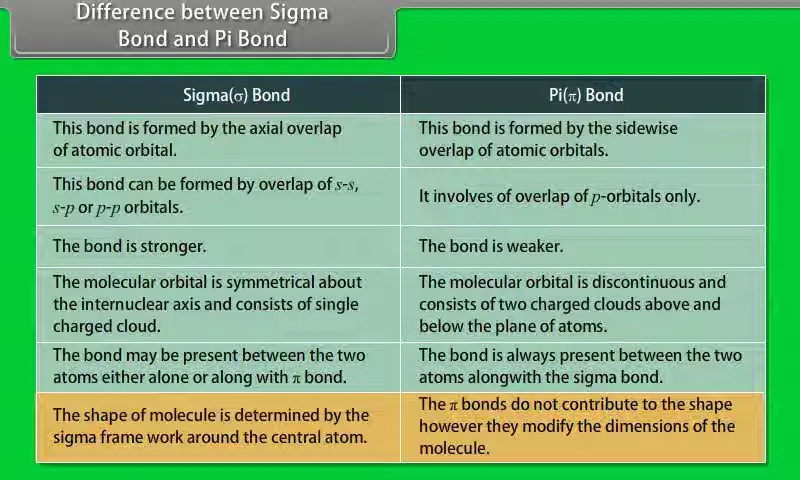 Difference between Sigma
Bond and Pi Bond
Sigma(σ) Bond
Pi(π) Bond
This bond is formed by the axial overlap
of atomic orbital.
This bond is formed by the sidewise
overlap of atomic orbitals.
This bond can be formed by overlap of s-s,
s-p or p-p orbitals.
It involves of overlap of p-orbitals only.
The bond is stronger.
The bond is weaker.
The molecular orbital is symmetrical about
the internuclear axis and consists of single
charged cloud.
The molecular orbital is discontinuous and
consists of two charged clouds above and
below the plane of atoms.
The bond may be present between the two
atoms either alone or along with π bond.
The bond is always present between the two
atoms alongwith the sigma bond.
The shape of molecule is determined by the
sigma frame work around the central atom.
The π bonds do not contribute to the shape
however they modify the dimensions of the
molecule.